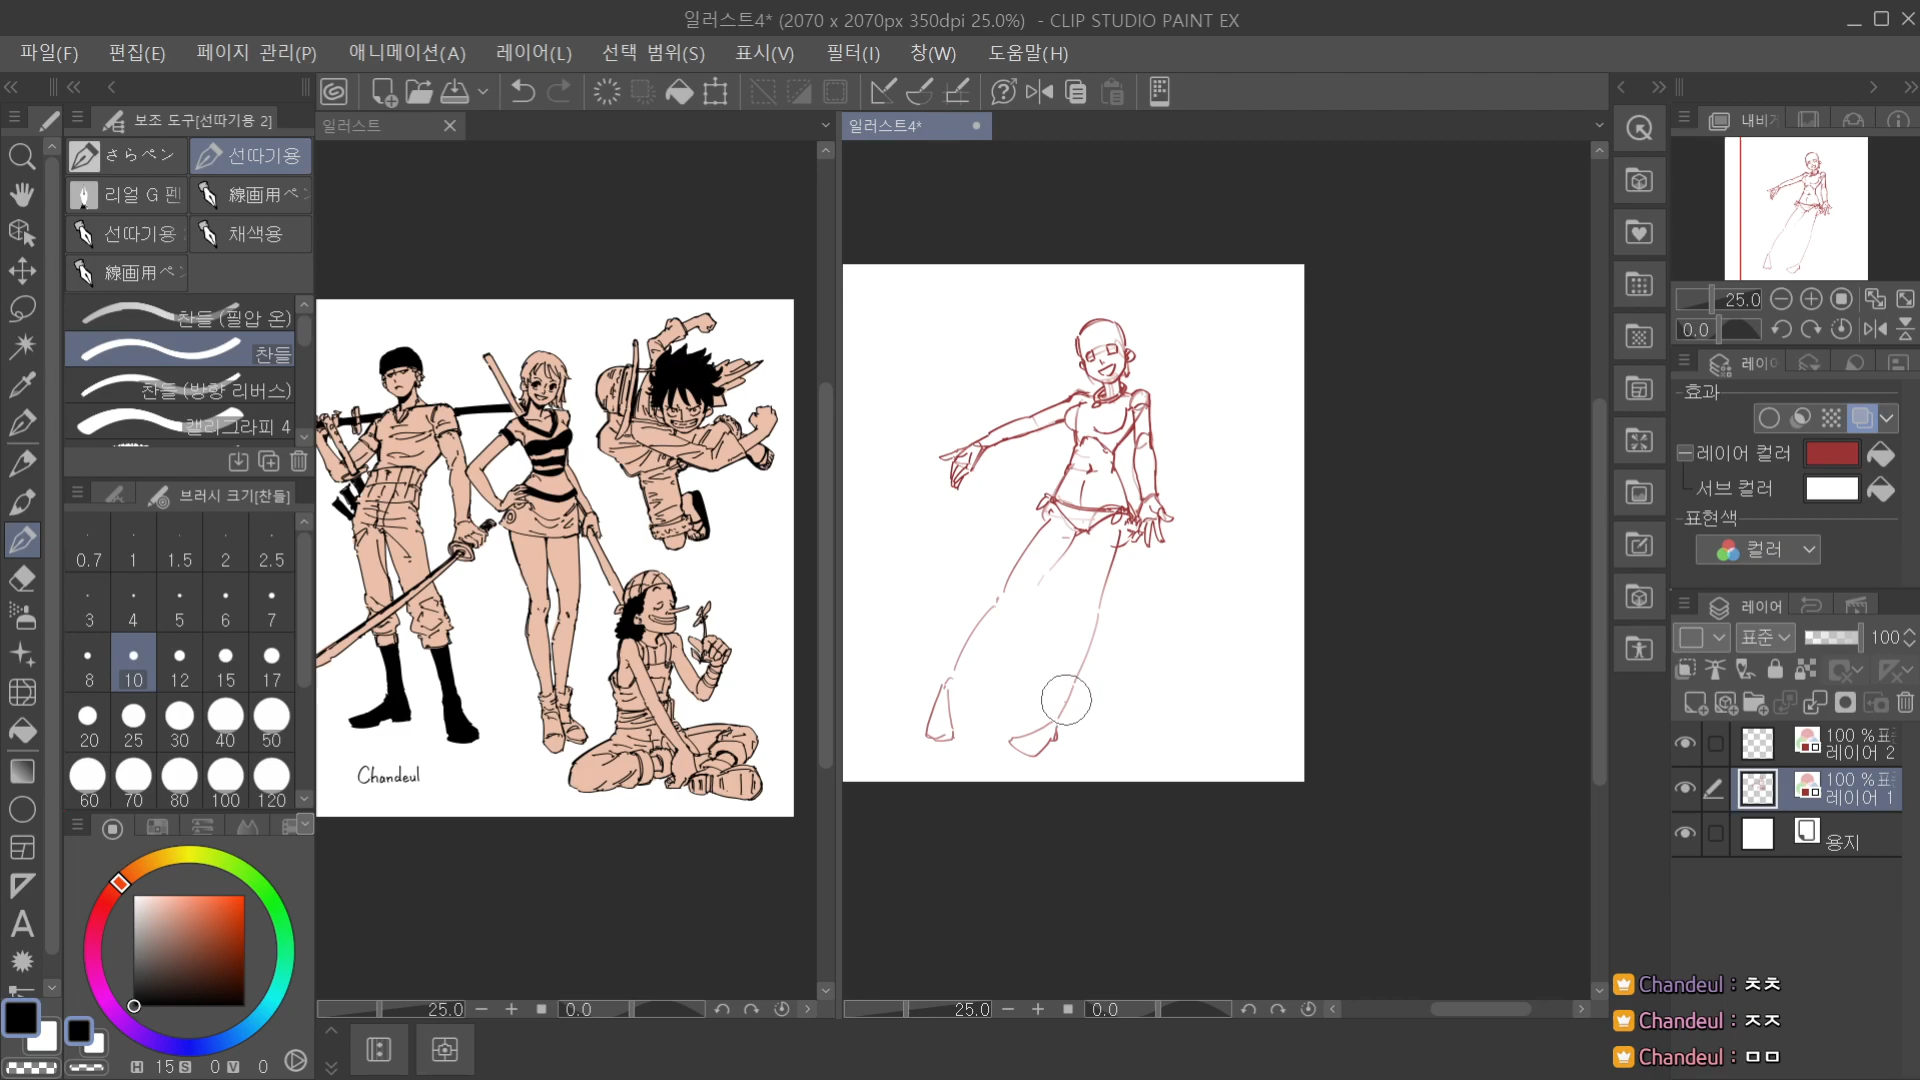 일러스트4* (2070 x 2070px 350dpi 25.0%) - CLIP STUDIO PAINT EX
파일(F) 편집(E) 페이지 관리(P) 애니메이션(A) 레이어(L) 선택 범위(S) 표시(V) 필터(I) 창(W) 도움말(H)
보조 도구[선따기용 2]
일러스트
일러스트4*
내비
さらペン 선따기용
리얼 G 펜 線画用ペ
선따기용 채색용
線画用ペ
찬들 (필압 온)
찬들
찬들 (방향 리버스)
캘리그라피 4
브러시 크기[찬들]
0.7 1 1.5 2 2.5
3 4 5 6 7
8 10 12 15 17
20 25 30 40 50
60 70 80 100 120
H 15 S 0 V 0
Chandeul
25.0 0.0
25.0 0.0
25.0
0.0
레이어
효과
레이어 컬러
서브 컬러
표현색
컬러
레이어
표준 100
100 %표
레이어 2
100 %표
레이어 1
용지
Chandeul : ㅊㅊ
Chandeul : ㅈㅈ
Chandeul : ㅁㅁ